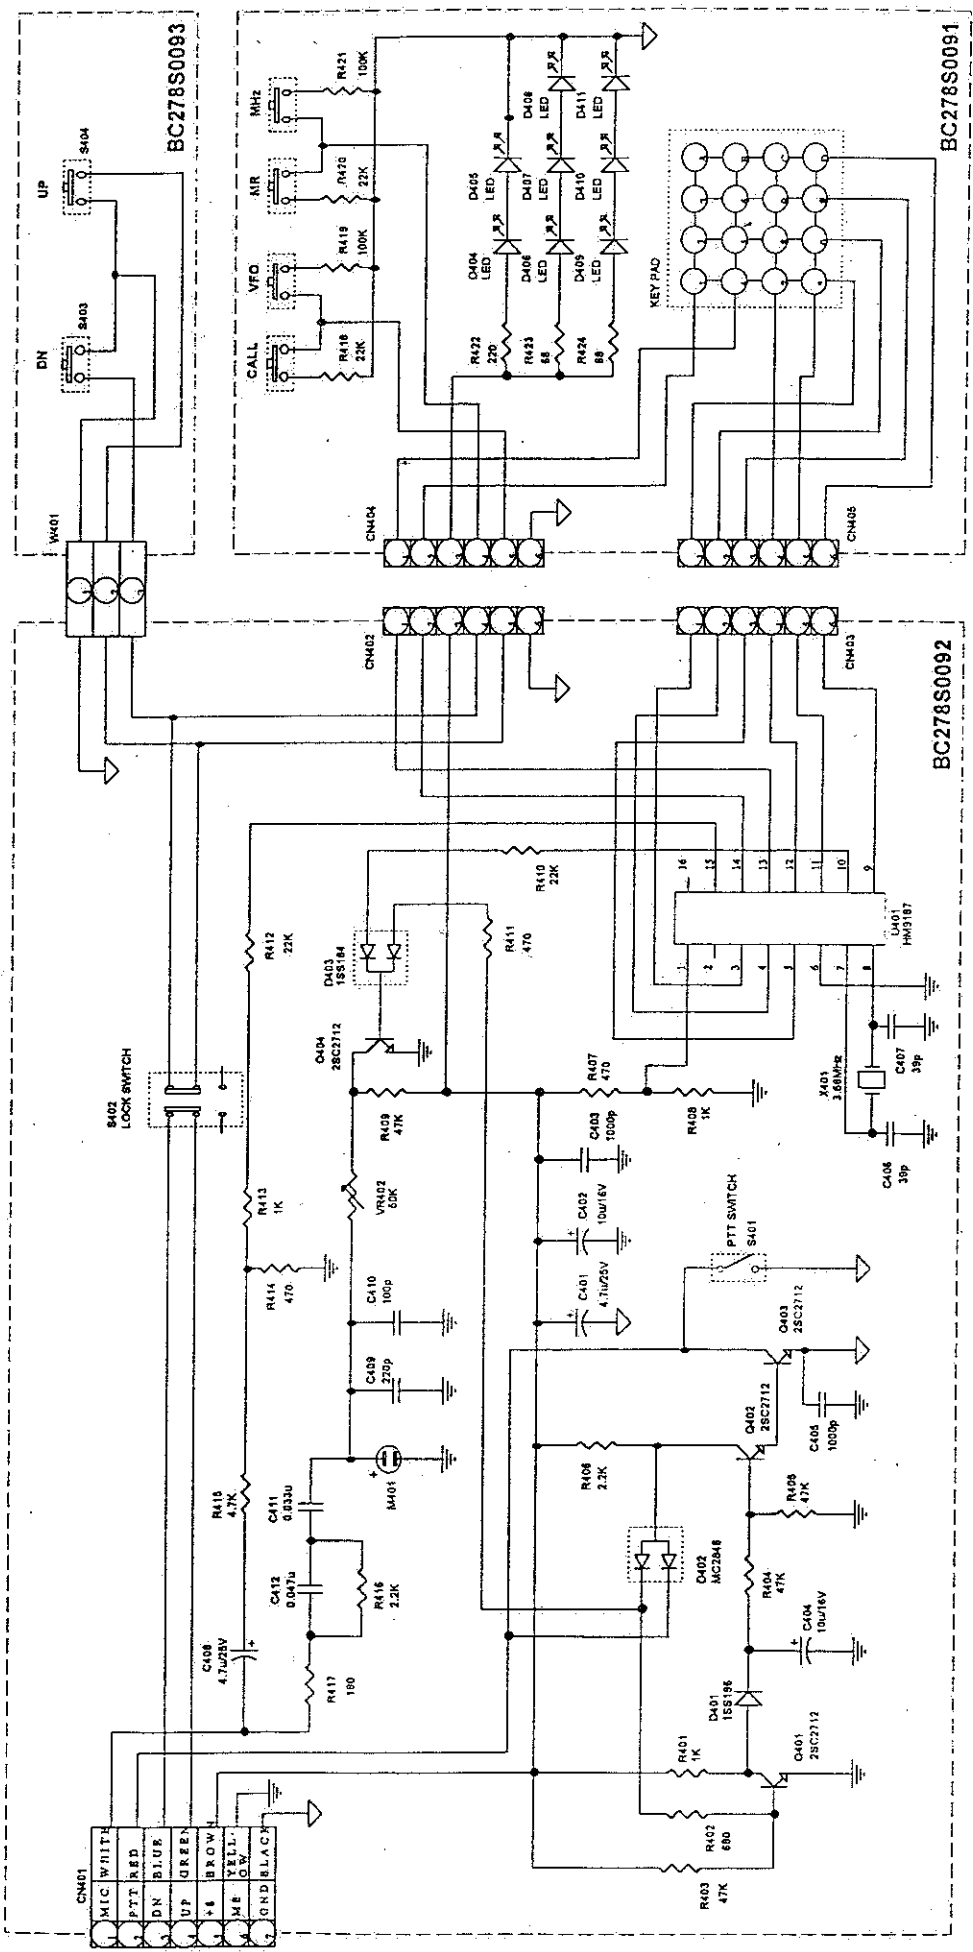 BC278S0093
UP
S404
DN
S403
W401
BC278S0091
MHz
R421
100K
MR
R420
22K
VFO
R419
100K
CALL
R418
22K
D408
LED
D411
LED
D405
LED
D407
LED
D410
LED
D404
LED
D406
LED
D409
LED
R422
220
R423
68
R424
68
KEY PAD
CN404
CN405
BC278S0092
CN402
CN403
S402
LOCK SWITCH
R412
22K
R413
1K
R414
470
R415
4.7K
D403
1SS184
R410
22K
R411
470
Q404
2SC2712
R409
47K
VR402
50K
C410
100p
C409
220p
M401
C411
0.033u
C412
0.047u
R416
2.2K
R417
180
C408
4.7u/25V
R407
470
R408
1K
C403
1000p
C402
10u/16V
C401
4.7u/25V
16
15
14
13
12
11
10
9
1
2
3
4
5
6
7
8
U401
HM9187
X401
3.58MHz
C407
39p
C406
39p
PTT SWITCH
S401
Q403
2SC2712
Q402
2SC2712
C405
1000p
R406
2.2K
R405
47K
D402
MC2848
R404
47K
C404
10u/16V
D401
1SS196
R401
1K
Q401
2SC2712
R402
680
R403
47K
CN401
MIC WHITE
PTT RED
DN BLUE
UP GREEN
+8 BROWN
ME YELL-
OW
GND BLACK